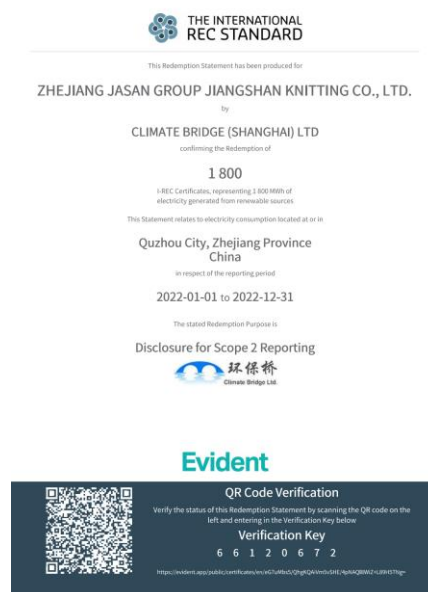 THE INTERNATIONAL
REC STANDARD
This Redemption Statement has been produced for
ZHEJIANG JASAN GROUP JIANGSHAN KNITTING CO., LTD.
by
CLIMATE BRIDGE (SHANGHAI) LTD
confirming the Redemption of
1 800
I-REC Certificates, representing 1 800 MWh of
electricity generated from renewable sources
This Statement relates to electricity consumption located at or in
Quzhou City, Zhejiang Province
China
in respect of the reporting period
2022-01-01 to 2022-12-31
The stated Redemption Purpose is
Disclosure for Scope 2 Reporting
环保桥
Climate Bridge Ltd.
Evident
QR Code Verification
Verify the status of this Redemption Statement by scanning the QR code on the
left and entering in the Verification Key below
Verification Key
6 6 1 2 0 6 7 2